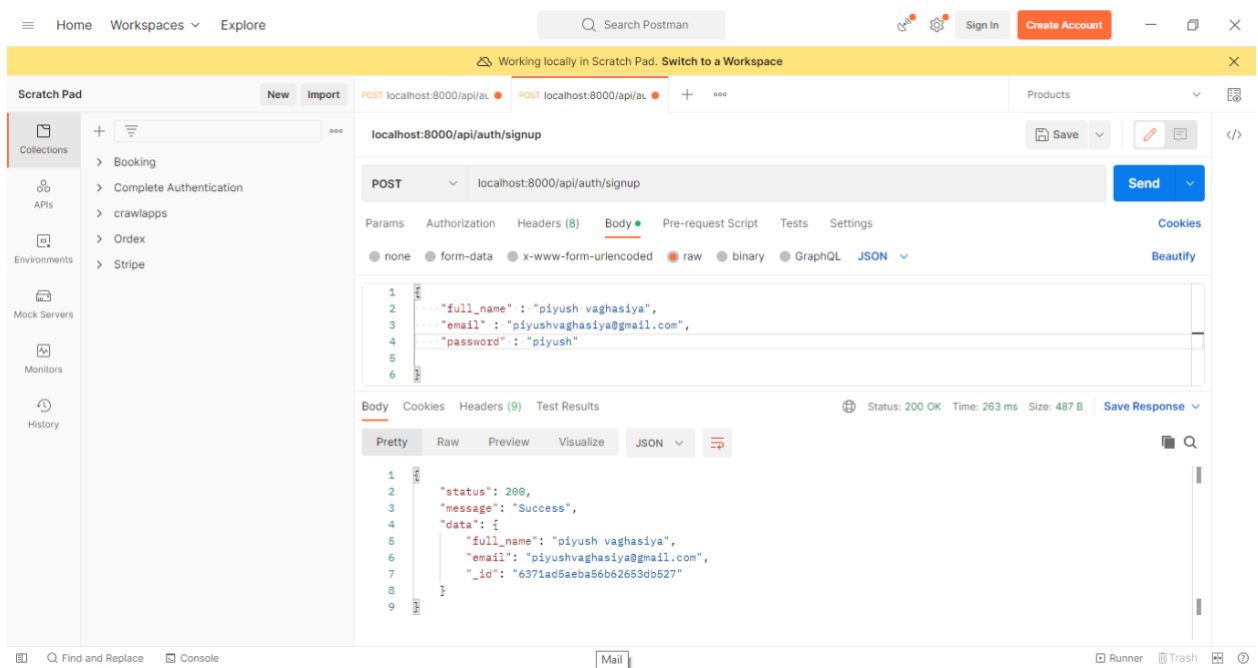 Home Workspaces Explore Search Postman Sign In Create Account
Working locally in Scratch Pad. Switch to a Workspace
Scratch Pad New Import POST localhost:8000/api/au POST localhost:8000/api/au Products
Collections
APIs
Environments
Mock Servers
Monitors
History
Booking
Complete Authentication
crawlapps
Ordex
Stripe
localhost:8000/api/auth/signup Save
POST localhost:8000/api/auth/signup Send
Params Authorization Headers (8) Body Pre-request Script Tests Settings Cookies
none form-data x-www-form-urlencoded raw binary GraphQL JSON Beautify
1 {
2 "full_name" : "piyush vaghasiya",
3 "email" : "piyushvaghasiya@gmail.com",
4 "password" : "piyush"
5
6 }
Body Cookies Headers (9) Test Results Status: 200 OK Time: 263 ms Size: 487 B Save Response
Pretty Raw Preview Visualize JSON
1 {
2 "status": 200,
3 "message": "Success",
4 "data": {
5 "full_name": "piyush vaghasiya",
6 "email": "piyushvaghasiya@gmail.com",
7 "_id": "6371ad5aeba56b62653db527"
8 }
9 }
Find and Replace Console Mail Runner Trash